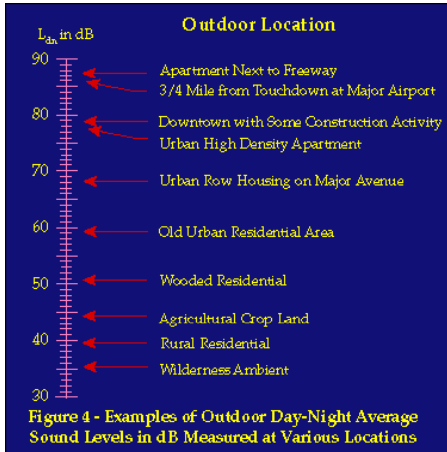 Outdoor Location
Ldn in dB
90
Apartment Next to Freeway
3/4 Mile from Touchdown at Major Airport
80
Downtown with Some Construction Activity
Urban High Density Apartment
70
Urban Row Housing on Major Avenue
60
Old Urban Residential Area
50
Wooded Residential
Agricultural Crop Land
40
Rural Residential
Wilderness Ambient
30
Figure 4 - Examples of Outdoor Day-Night Average
Sound Levels in dB Measured at Various Locations